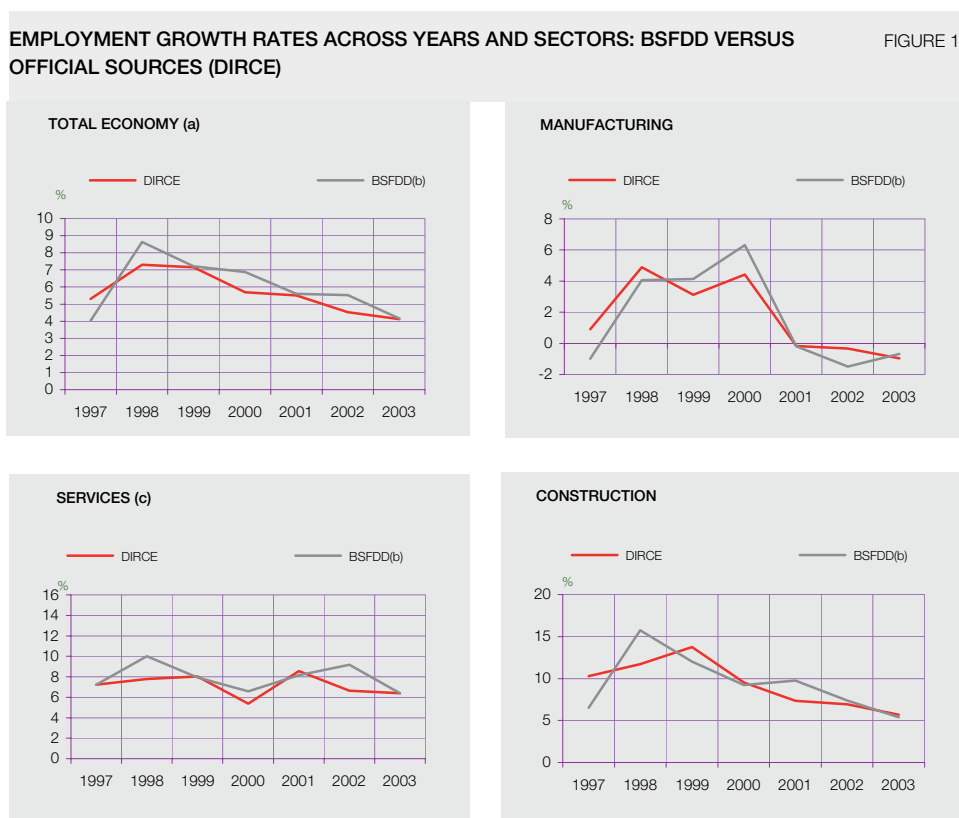 EMPLOYMENT GROWTH RATES ACROSS YEARS AND SECTORS: BSFDD VERSUS
OFFICIAL SOURCES (DIRCE)
FIGURE 1
TOTAL ECONOMY (a)
DIRCE
BSFDD(b)
%
10
9
8
7
6
5
4
3
2
1
0
1997 1998 1999 2000 2001 2002 2003
MANUFACTURING
DIRCE
BSFDD(b)
%
8
6
4
2
0
-2
1997 1998 1999 2000 2001 2002 2003
SERVICES (c)
DIRCE
BSFDD(b)
%
16
14
12
10
8
6
4
2
0
1997 1998 1999 2000 2001 2002 2003
CONSTRUCTION
DIRCE
BSFDD(b)
%
20
15
10
5
0
1997 1998 1999 2000 2001 2002 2003